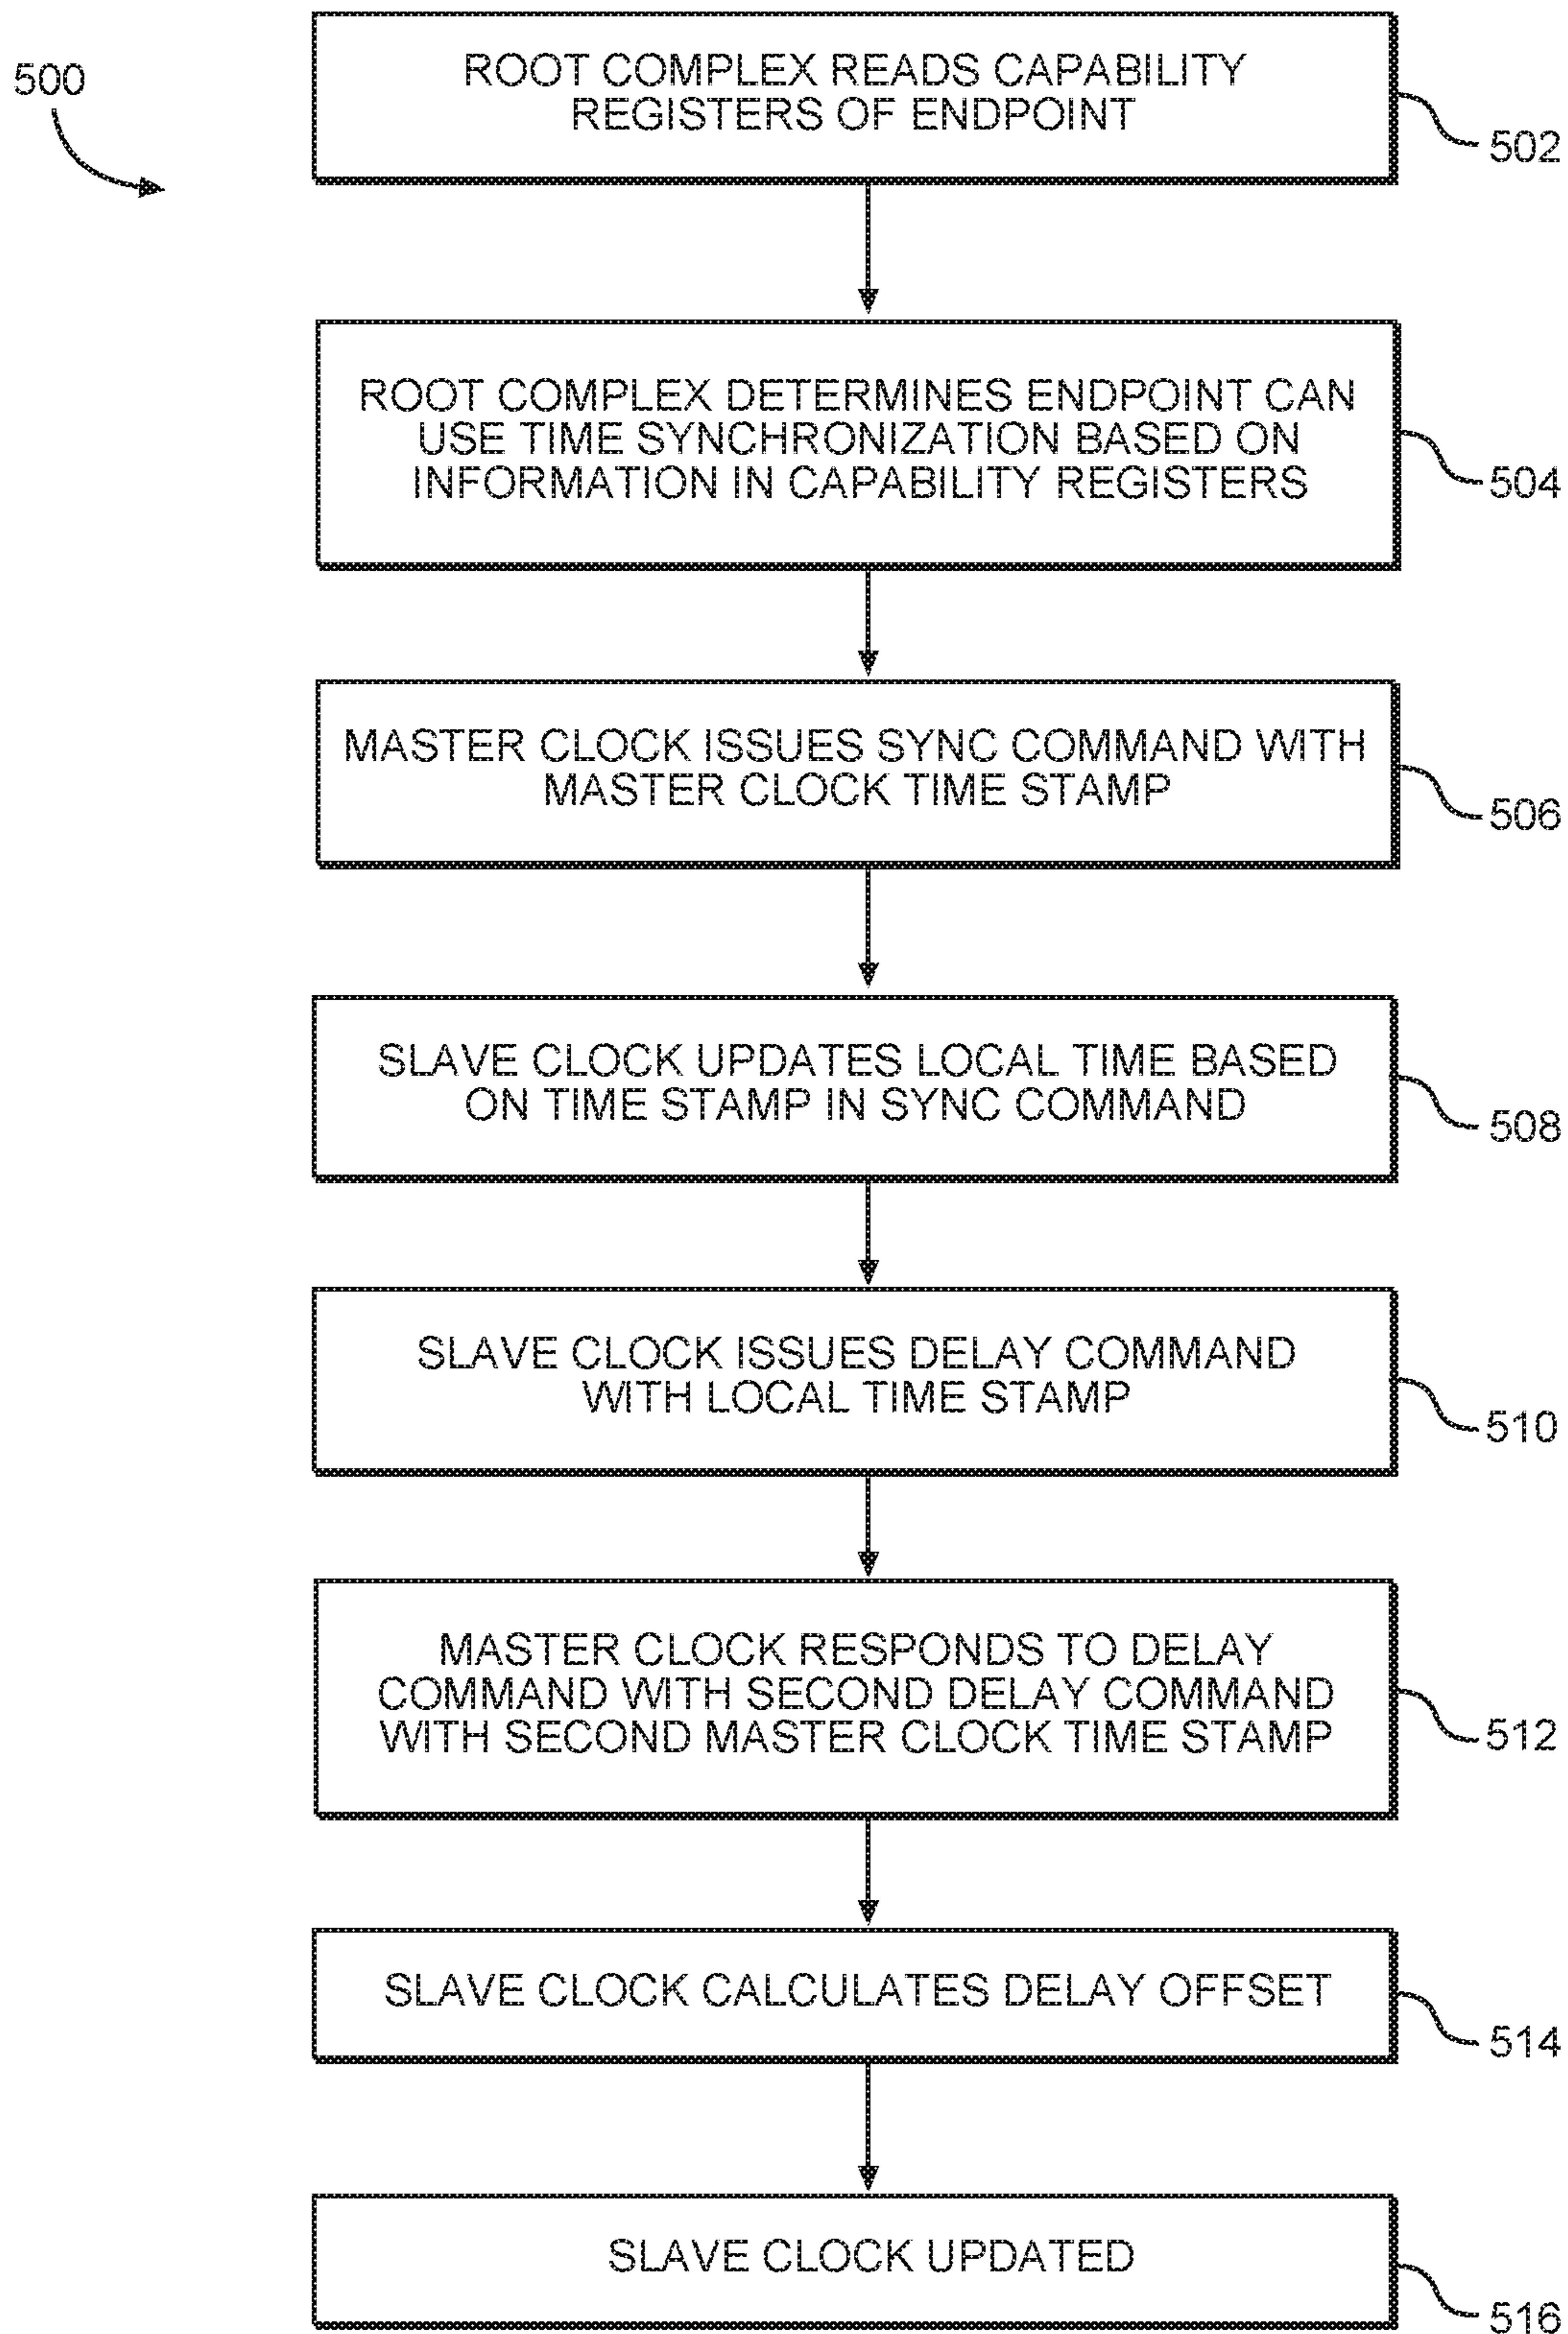 500
ROOT COMPLEX READS CAPABILITY
REGISTERS OF ENDPOINT
502
ROOT COMPLEX DETERMINES ENDPOINT CAN
USE TIME SYNCHRONIZATION BASED ON
INFORMATION IN CAPABILITY REGISTERS
504
MASTER CLOCK ISSUES SYNC COMMAND WITH
MASTER CLOCK TIME STAMP
506
SLAVE CLOCK UPDATES LOCAL TIME BASED
ON TIME STAMP IN SYNC COMMAND
508
SLAVE CLOCK ISSUES DELAY COMMAND
WITH LOCAL TIME STAMP
510
MASTER CLOCK RESPONDS TO DELAY
COMMAND WITH SECOND DELAY COMMAND
WITH SECOND MASTER CLOCK TIME STAMP
512
SLAVE CLOCK CALCULATES DELAY OFFSET
514
SLAVE CLOCK UPDATED
516